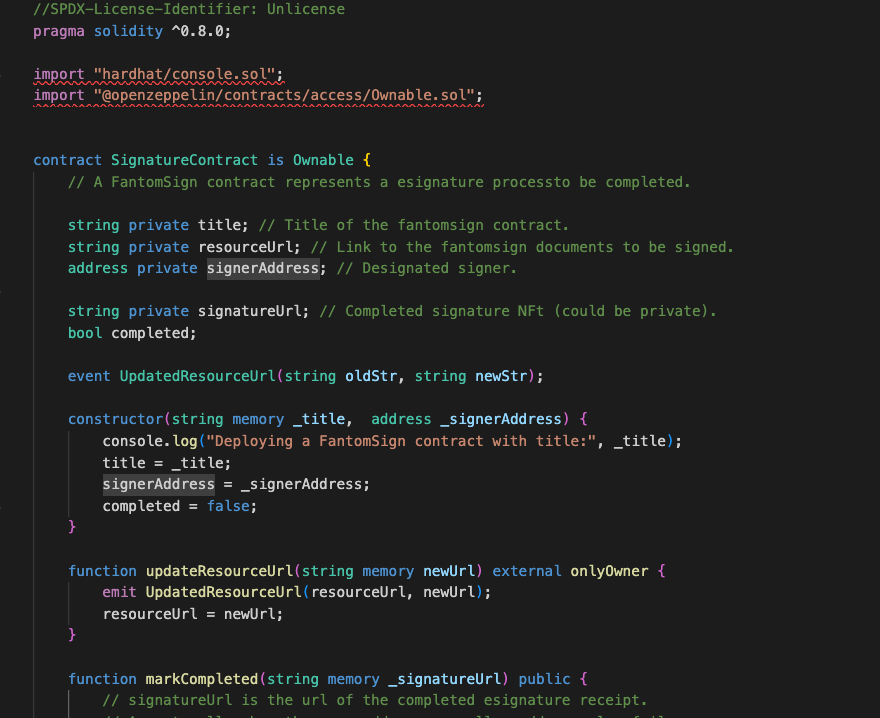 //SPDX-License-Identifier: Unlicense
pragma solidity ^0.8.0;
import "hardhat/console.sol";
import "@openzeppelin/contracts/access/Ownable.sol";
contract SignatureContract is Ownable {
// A FantomSign contract represents a esignature processto be completed.
string private title; // Title of the fantomsign contract.
string private resourceUrl; // Link to the fantomsign documents to be signed.
address private signerAddress; // Designated signer.
string private signatureUrl; // Completed signature NFt (could be private).
bool completed;
event UpdatedResourceUrl(string oldStr, string newStr);
constructor(string memory _title,  address _signerAddress) {
console.log("Deploying a FantomSign contract with title:", _title);
title = _title;
signerAddress = _signerAddress;
completed = false;
}
function updateResourceUrl(string memory newUrl) external onlyOwner {
emit UpdatedResourceUrl(resourceUrl, newUrl);
resourceUrl = newUrl;
}
function markCompleted(string memory _signatureUrl) public {
// signatureUrl is the url of the completed esignature receipt.